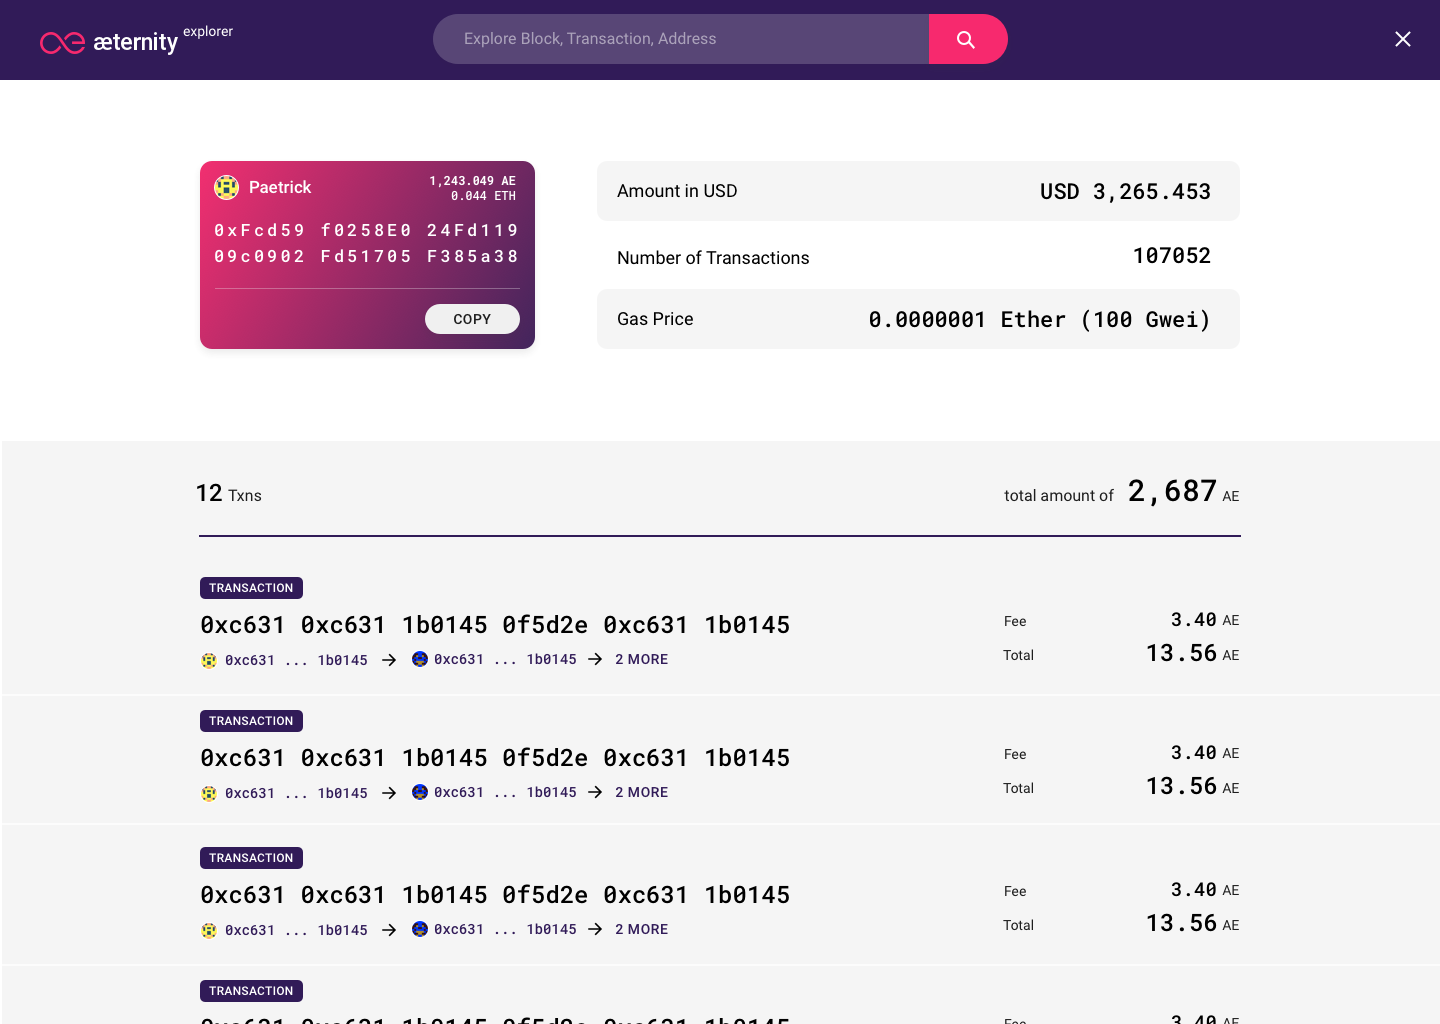 æternity explorer
Explore Block, Transaction, Address
Paetrick
1,243.049 AE
0.044 ETH
0xFcd59 f0258E0 24Fd119
09c0902 Fd51705 F385a38
COPY
Amount in USD USD 3,265.453
Number of Transactions 107052
Gas Price 0.0000001 Ether (100 Gwei)
12 Txns total amount of 2,687 AE
TRANSACTION
0xc631 0xc631 1b0145 0f5d2e 0xc631 1b0145
Fee 3.40 AE
0xc631 ... 1b0145 → 0xc631 ... 1b0145 → 2 MORE
Total 13.56 AE
TRANSACTION
0xc631 0xc631 1b0145 0f5d2e 0xc631 1b0145
Fee 3.40 AE
0xc631 ... 1b0145 → 0xc631 ... 1b0145 → 2 MORE
Total 13.56 AE
TRANSACTION
0xc631 0xc631 1b0145 0f5d2e 0xc631 1b0145
Fee 3.40 AE
0xc631 ... 1b0145 → 0xc631 ... 1b0145 → 2 MORE
Total 13.56 AE
TRANSACTION
Fee 3.40 AE